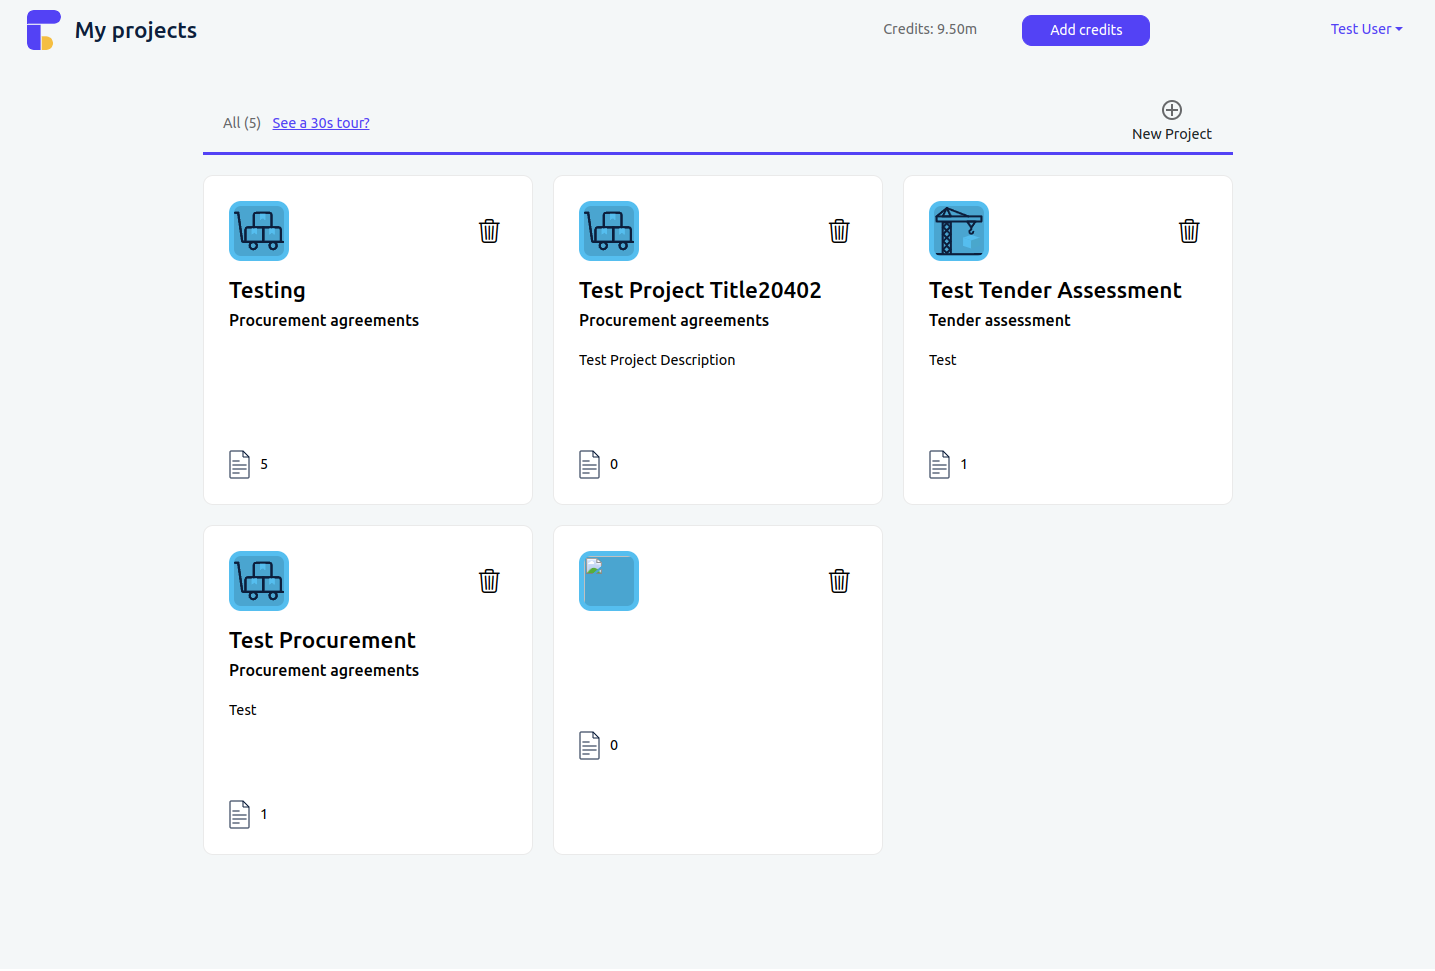 My projects
Credits: 9.50m
Add credits
Test User
All (5) See a 30s tour?
New Project
Testing
Procurement agreements
5
Test Project Title20402
Procurement agreements
Test Project Description
0
Test Tender Assessment
Tender assessment
Test
1
Test Procurement
Procurement agreements
Test
1
0